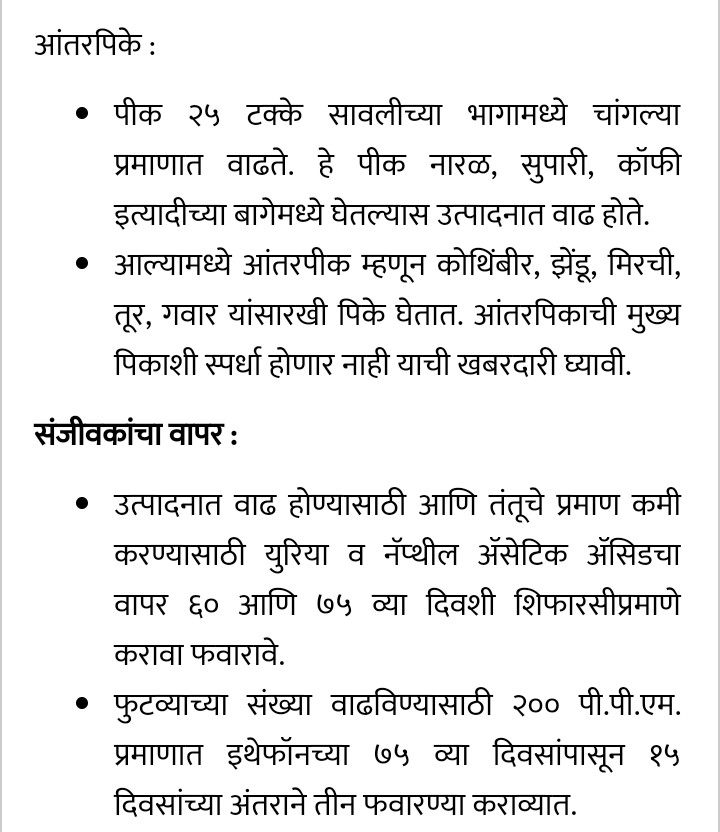 आंतरपिके :
• पीक २५ टक्के सावलीच्या भागामध्ये चांगल्या
प्रमाणात वाढते. हे पीक नारळ, सुपारी, कॉफी
इत्यादीच्या बागेमध्ये घेतल्यास उत्पादनात वाढ होते.
• आल्यामध्ये आंतरपीक म्हणून कोथिंबीर, झेंडू, मिरची,
तूर, गवार यांसारखी पिके घेतात. आंतरपिकाची मुख्य
पिकाशी स्पर्धा होणार नाही याची खबरदारी घ्यावी.
संजीवकांचा वापर :
• उत्पादनात वाढ होण्यासाठी आणि तंतूचे प्रमाण कमी
करण्यासाठी युरिया व नॅप्थील ॲसेटिक ॲसिडचा
वापर ६० आणि ७५ व्या दिवशी शिफारसीप्रमाणे
करावा फवारावे.
• फुटव्याच्या संख्या वाढविण्यासाठी २०० पी.पी.एम.
प्रमाणात इथेफॉनच्या ७५ व्या दिवसांपासून १५
दिवसांच्या अंतराने तीन फवारण्या कराव्यात.